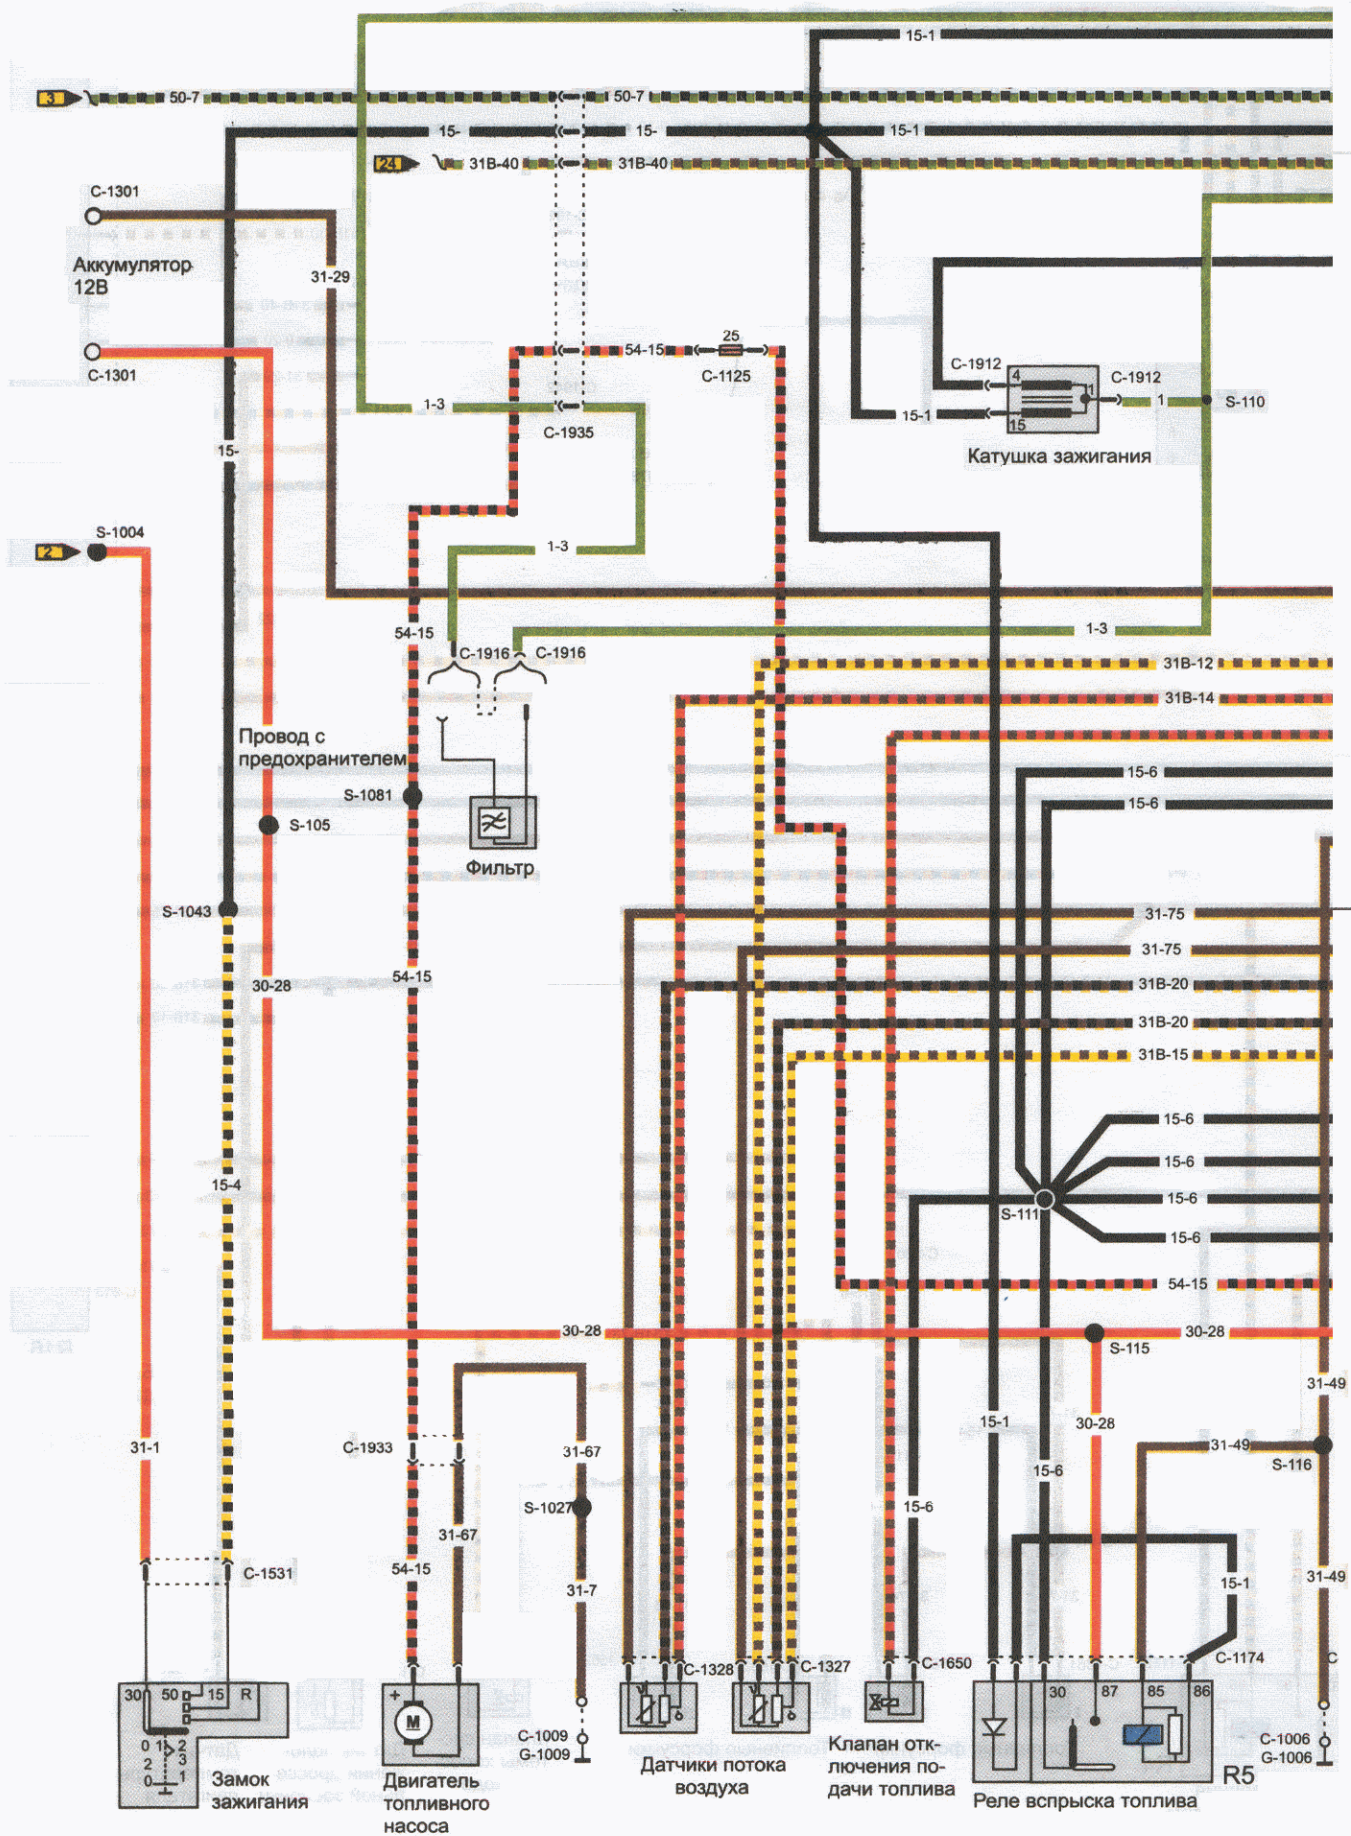 15-1
3
50-7
50-7
15-
15-
15-1
24
31B-40
31B-40
C-1301
Аккумулятор
12В
31-29
C-1301
25
54-15
C-1125
C-1912
4
1
C-1912
1-3
C-1935
15-1
15
1
S-110
15-
Катушка зажигания
2
S-1004
1-3
54-15
C-1916
C-1916
1-3
31B-12
31B-14
Провод с
предохранителем
15-6
S-1081
15-6
S-105
Фильтр
S-1043
31-75
31-75
54-15
30-28
31B-20
31B-20
31B-15
15-6
15-6
15-4
15-6
S-111
15-6
54-15
30-28
30-28
S-115
31-49
15-1
30-28
31-1
C-1933
31-67
31-49
S-116
15-6
S-1027
15-6
31-67
C-1531
54-15
31-7
15-1
31-49
C-1328
C-1327
C-1650
C-1174
C
30
50
15
R
+
M
30
87
85
86
0
1
2
3
2
0
1
C-1009
G-1009
C-1006
G-1006
Замок
зажигания
Двигатель
топливного
насоса
Датчики потока
воздуха
Клапан отк-
лючения по-
дачи топлива
R5
Реле вспрыска топлива